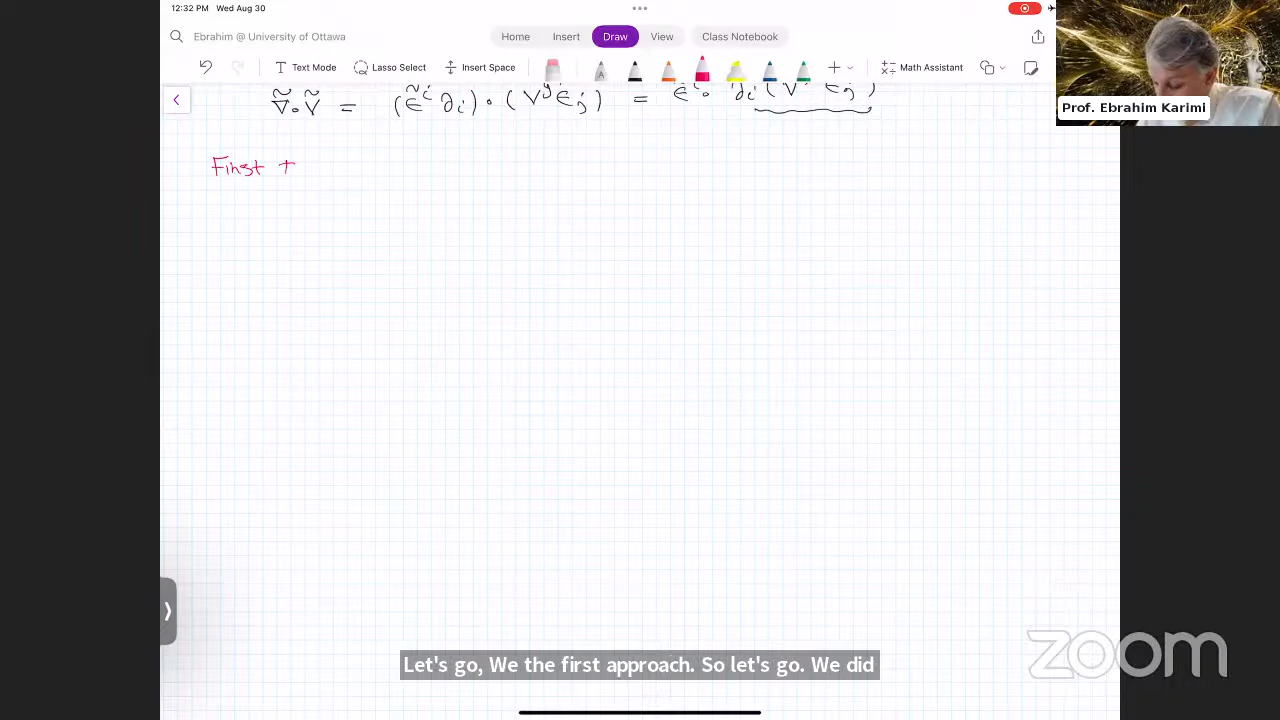 12:32 PM Wed Aug 30
Ebrahim @ University of Ottawa
Home Insert Draw View Class Notebook
Text Mode Lasso Select Insert Space Math Assistant
Prof. Ebrahim Karimi
∇̃·Ṽ = (ε̃ⁱ ∂ᵢ)·(Vʲ ε̃ⱼ) = ε̃ⁱ· ∂ᵢ(Vʲ ε̃ⱼ)
First t
Let's go, We the first approach. So let's go. We did
zoom